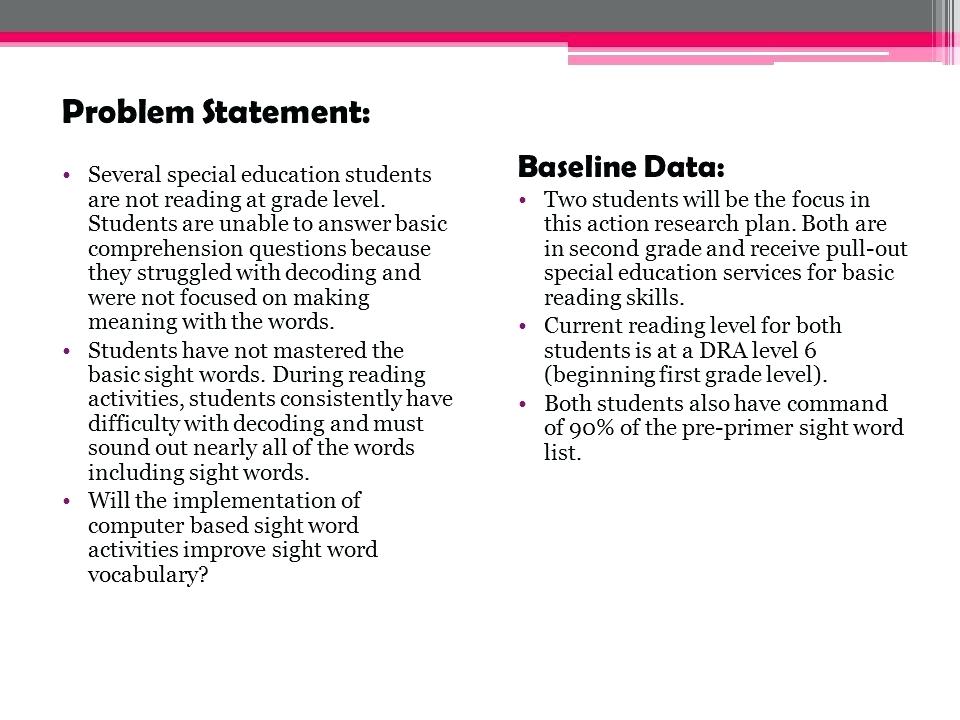 Problem Statement:
• Several special education students
are not reading at grade level.
Students are unable to answer basic
comprehension questions because
they struggled with decoding and
were not focused on making
meaning with the words.
• Students have not mastered the
basic sight words. During reading
activities, students consistently have
difficulty with decoding and must
sound out nearly all of the words
including sight words.
• Will the implementation of
computer based sight word
activities improve sight word
vocabulary?
Baseline Data:
• Two students will be the focus in
this action research plan. Both are
in second grade and receive pull-out
special education services for basic
reading skills.
• Current reading level for both
students is at a DRA level 6
(beginning first grade level).
• Both students also have command
of 90% of the pre-primer sight word
list.